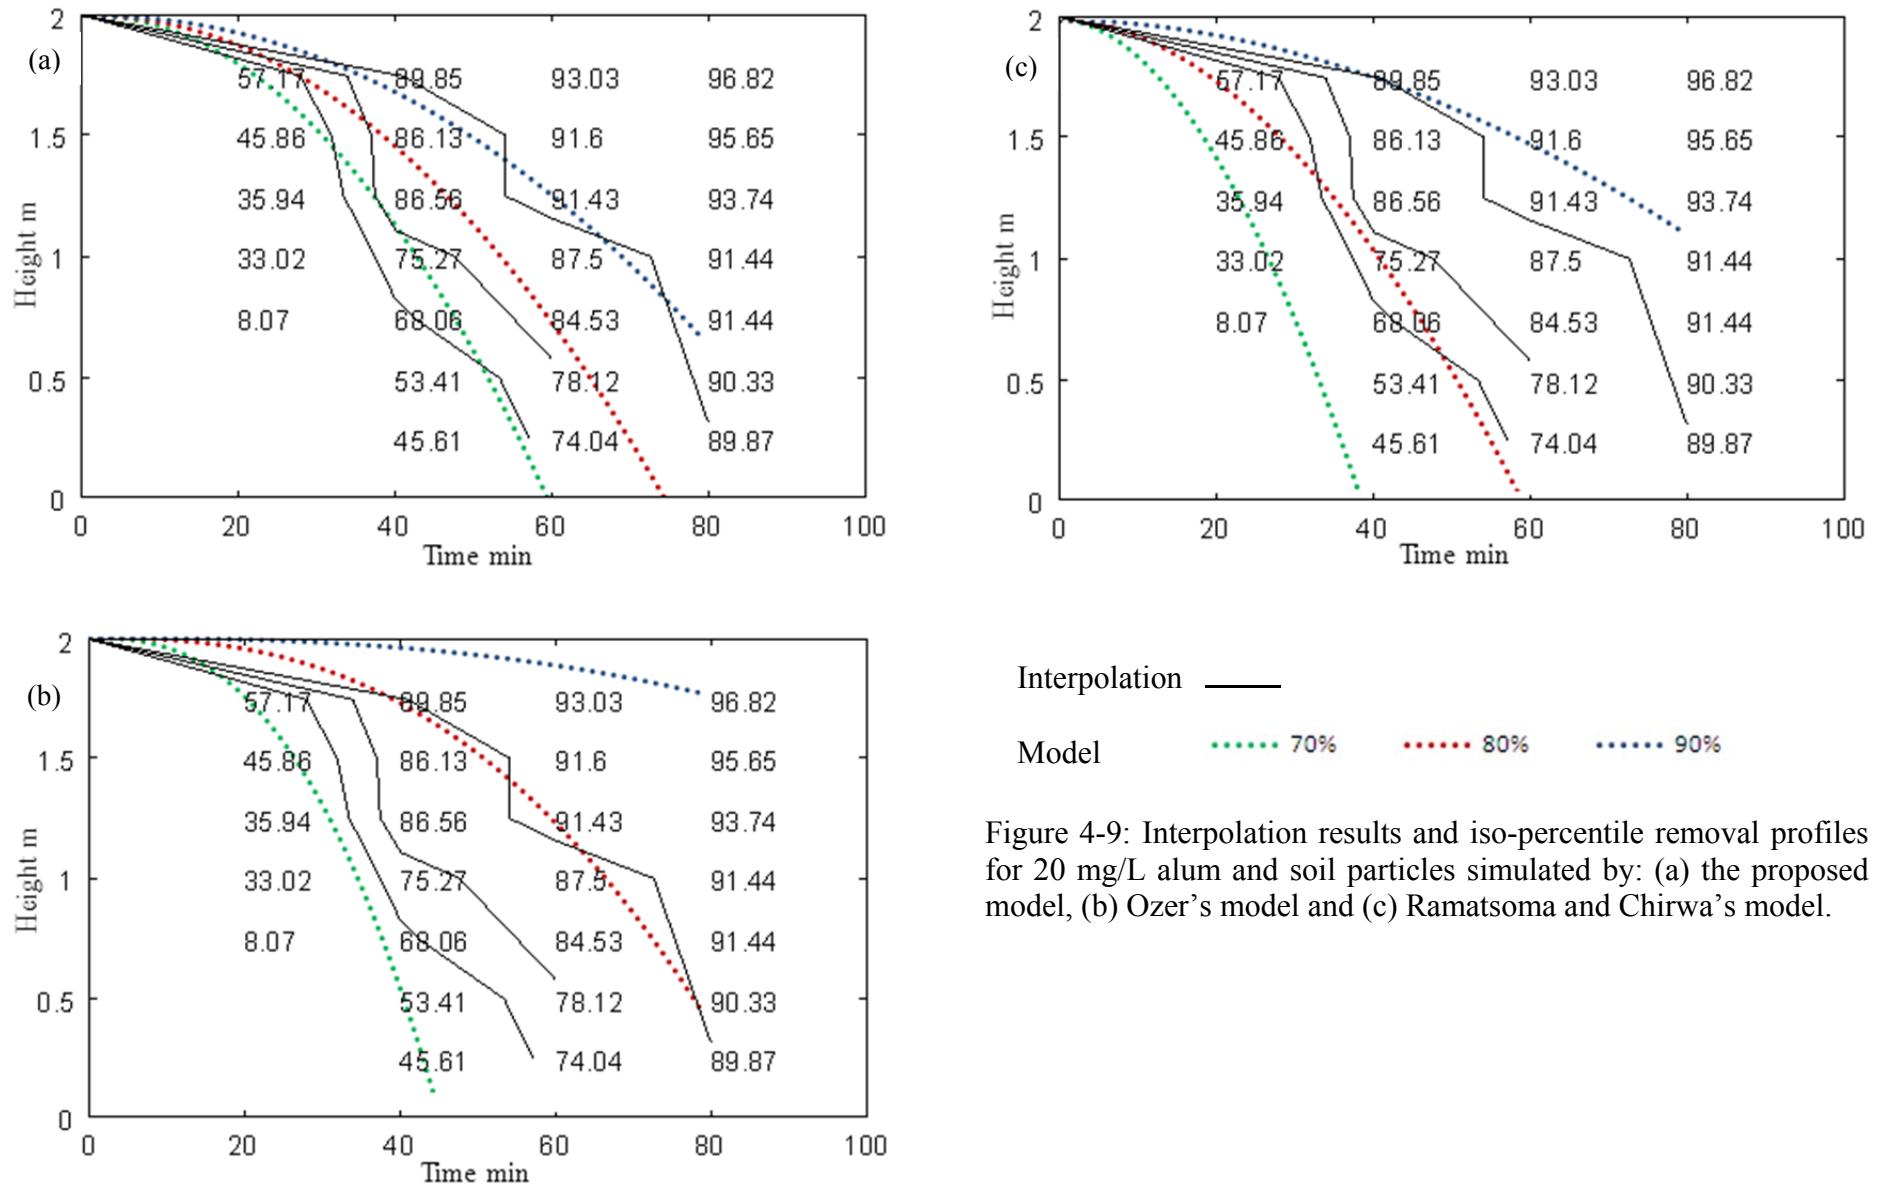 (a)
Height m
2
1.5
1
0.5
0
57.17 89.85 93.03 96.82
45.86 86.13 91.6 95.65
35.94 86.56 91.43 93.74
33.02 75.27 87.5 91.44
8.07 68.06 84.53 91.44
53.41 78.12 90.33
45.61 74.04 89.87
0 20 40 60 80 100
Time min
(c)
Height m
2
1.5
1
0.5
0
57.17 89.85 93.03 96.82
45.86 86.13 91.6 95.65
35.94 86.56 91.43 93.74
33.02 75.27 87.5 91.44
8.07 68.06 84.53 91.44
53.41 78.12 90.33
45.61 74.04 89.87
0 20 40 60 80 100
Time min
(b)
Height m
2
1.5
1
0.5
0
57.17 89.85 93.03 96.82
45.86 86.13 91.6 95.65
35.94 86.56 91.43 93.74
33.02 75.27 87.5 91.44
8.07 68.06 84.53 91.44
53.41 78.12 90.33
45.61 74.04 89.87
0 20 40 60 80 100
Time min
Interpolation
Model 70% 80% 90%
Figure 4-9: Interpolation results and iso-percentile removal profiles
for 20 mg/L alum and soil particles simulated by: (a) the proposed
model, (b) Ozer’s model and (c) Ramatsoma and Chirwa’s model.